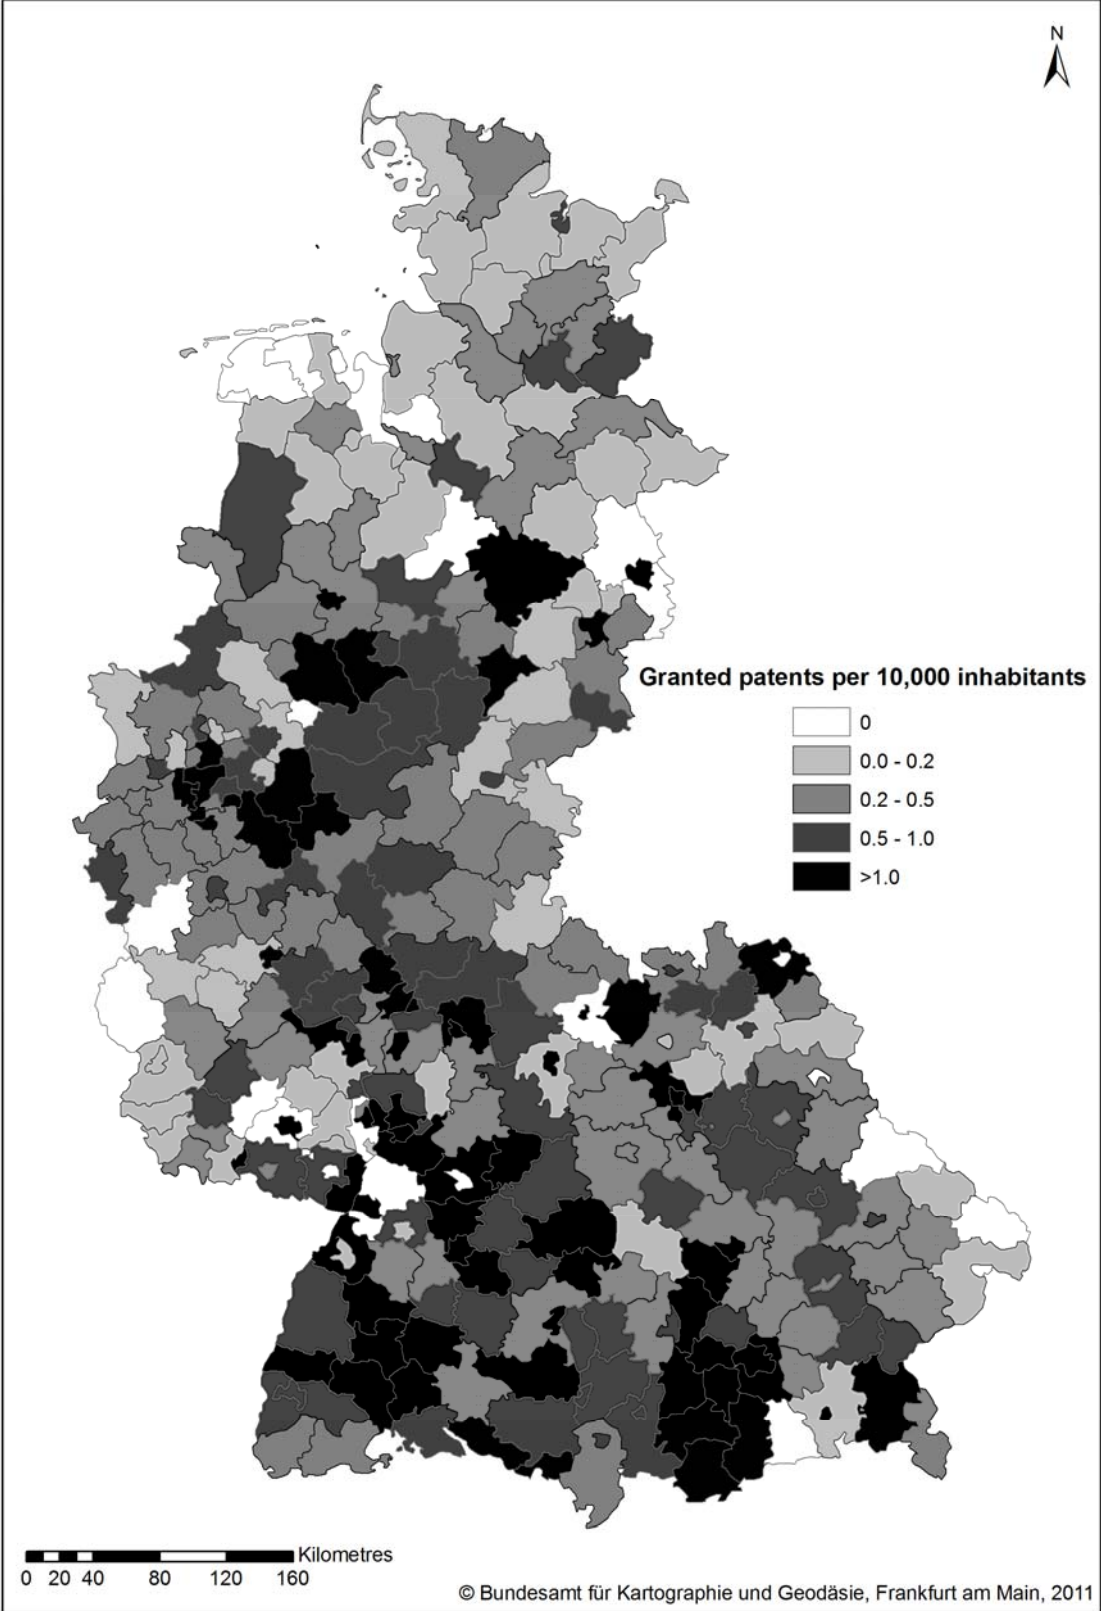 N
Granted patents per 10,000 inhabitants
0
0.0 - 0.2
0.2 - 0.5
0.5 - 1.0
>1.0
Kilometres
0 20 40 80 120 160
© Bundesamt für Kartographie und Geodäsie, Frankfurt am Main, 2011